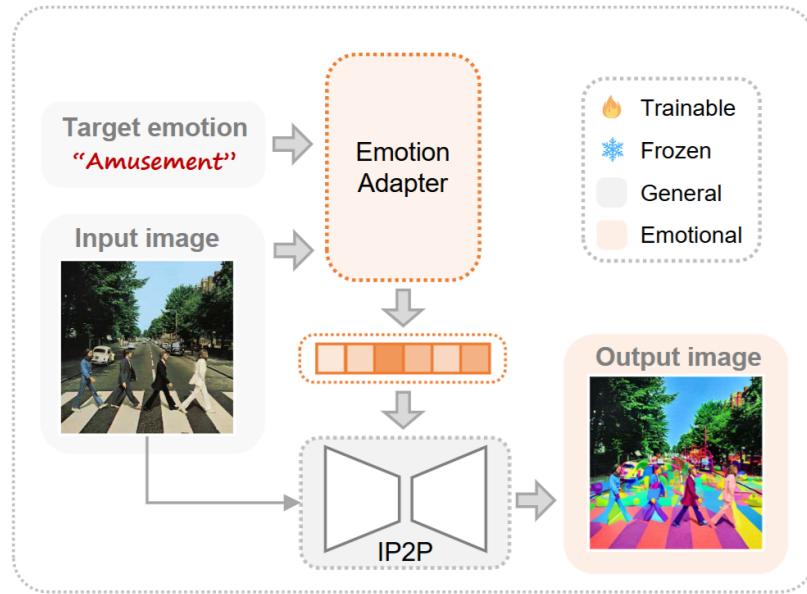 Target emotion
“Amusement”
Input image
Emotion
Adapter
Trainable
Frozen
General
Emotional
Output image
IP2P